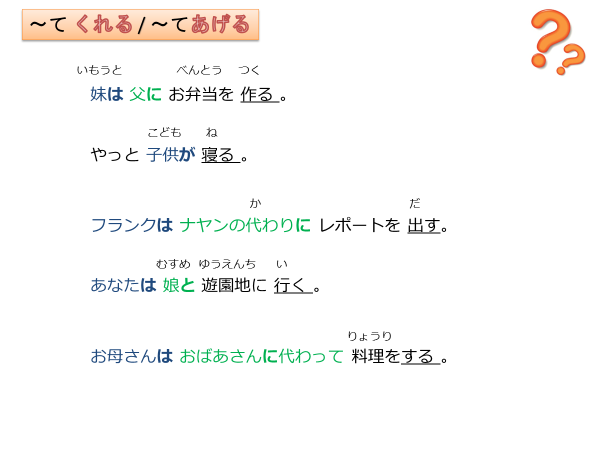 ～て くれる / ～てあげる
いもうと べんとう つく
妹は 父に お弁当を 作る 。
こども ね
やっと 子供が 寝る 。
か だ
フランクは ナヤンの代わりに レポートを 出す。
むすめ ゆうえんち い
あなたは 娘と 遊園地に 行く 。
りょうり
お母さんは おばあさんに代わって 料理をする 。